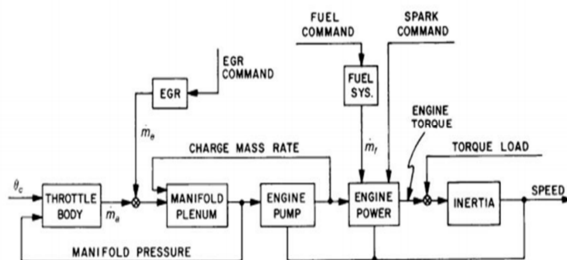 FUEL
COMMAND
SPARK
COMMAND
EGR
COMMAND
EGR
FUEL
SYS.
ENGINE
TORQUE
ṁe
CHARGE MASS RATE
ṁf
TORQUE LOAD
θc
THROTTLE
BODY
ṁa
MANIFOLD
PLENUM
ENGINE
PUMP
ENGINE
POWER
INERTIA
SPEED
MANIFOLD PRESSURE